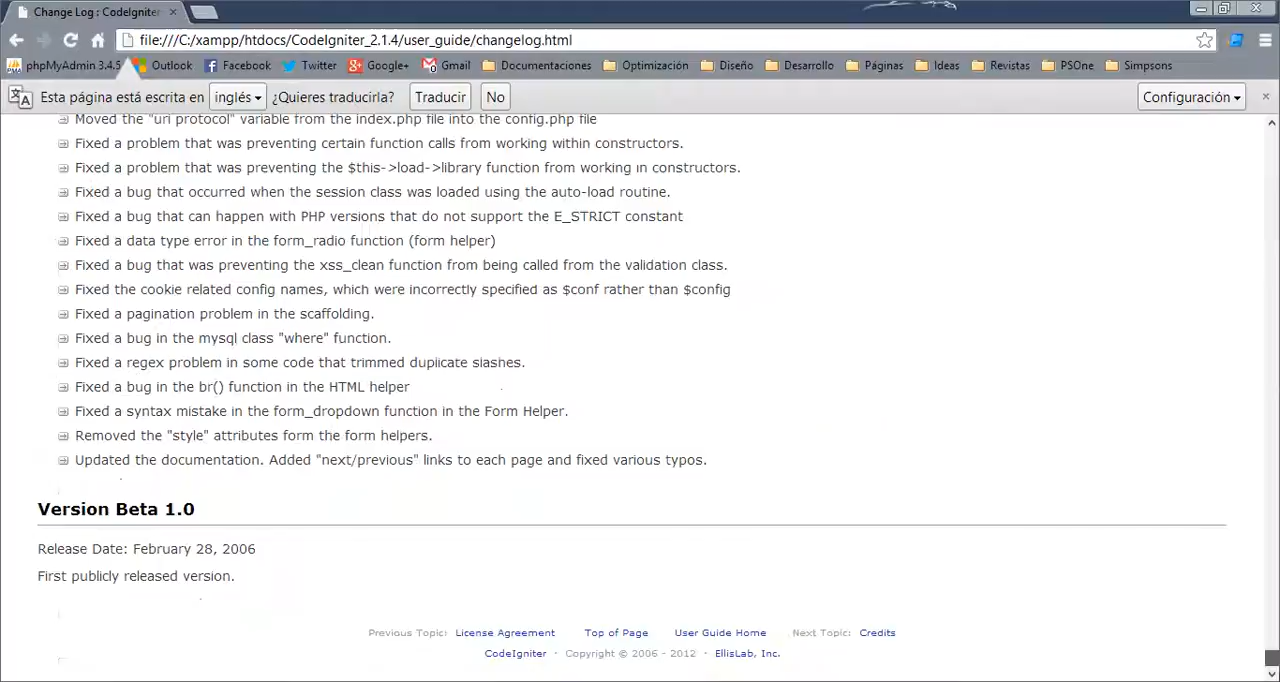 Change Log : CodeIgniter
file:///C:/xampp/htdocs/CodeIgniter_2.1.4/user_guide/changelog.html
phpMyAdmin 3.4.5 Outlook Facebook Twitter Google+ Gmail Documentaciones Optimización Diseño Desarrollo Páginas Ideas Revistas PSOne Simpsons
Esta página está escrita en inglés ¿Quieres traducirla? Traducir No Configuración
Moved the "uri protocol" variable from the index.php file into the config.php file
Fixed a problem that was preventing certain function calls from working within constructors.
Fixed a problem that was preventing the $this->load->library function from working in constructors.
Fixed a bug that occurred when the session class was loaded using the auto-load routine.
Fixed a bug that can happen with PHP versions that do not support the E_STRICT constant
Fixed a data type error in the form_radio function (form helper)
Fixed a bug that was preventing the xss_clean function from being called from the validation class.
Fixed the cookie related config names, which were incorrectly specified as $conf rather than $config
Fixed a pagination problem in the scaffolding.
Fixed a bug in the mysql class "where" function.
Fixed a regex problem in some code that trimmed duplicate slashes.
Fixed a bug in the br() function in the HTML helper
Fixed a syntax mistake in the form_dropdown function in the Form Helper.
Removed the "style" attributes form the form helpers.
Updated the documentation. Added "next/previous" links to each page and fixed various typos.
Version Beta 1.0
Release Date: February 28, 2006
First publicly released version.
Previous Topic: License Agreement Top of Page User Guide Home Next Topic: Credits
CodeIgniter · Copyright © 2006 - 2012 · EllisLab, Inc.